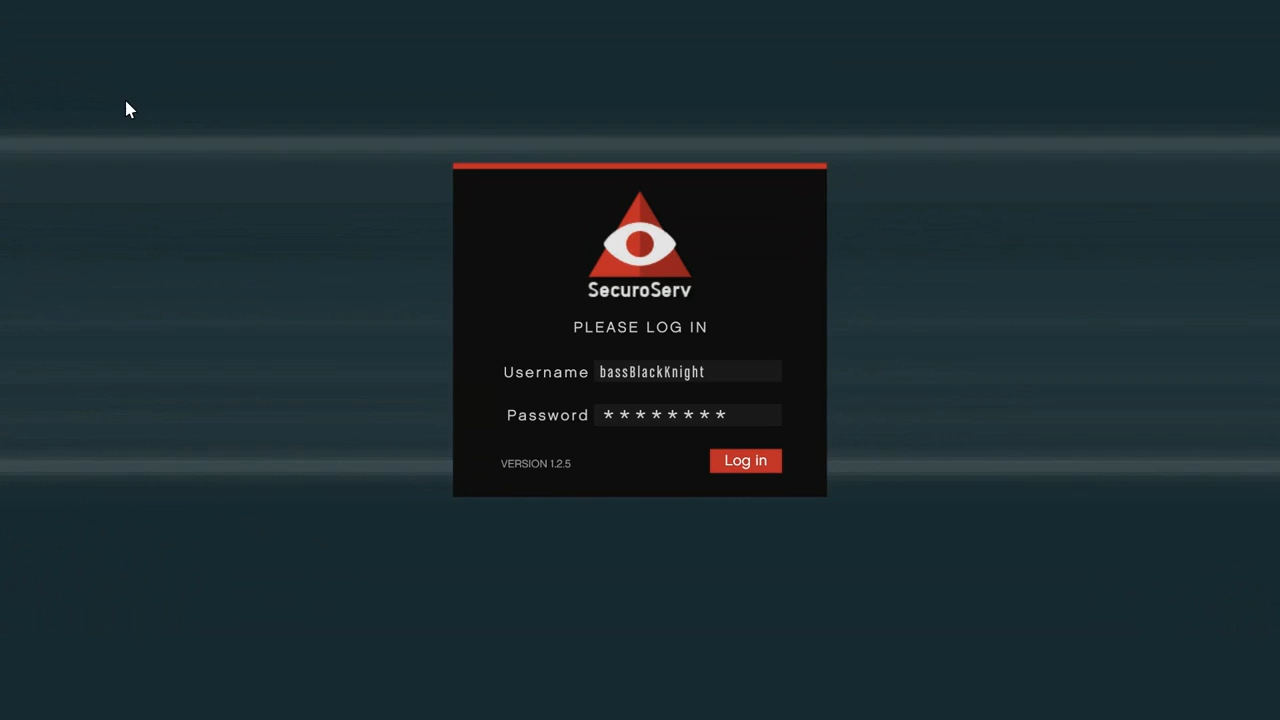 SecuroServ
PLEASE LOG IN
Username bassBlackKnight
Password ********
VERSION 1.2.5 Log in